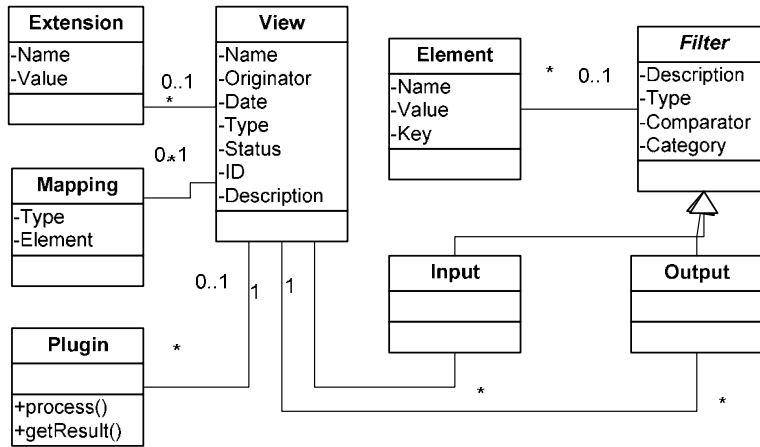 Extension
-Name
-Value
View
-Name
-Originator
-Date
-Type
-Status
-ID
-Description
0..1
*
Element
-Name
-Value
-Key
*
0..1
Filter
-Description
-Type
-Comparator
-Category
Mapping
-Type
-Element
0..1
*
Input
Output
Plugin
+process()
+getResult()
0..1
*
1
1
*
*